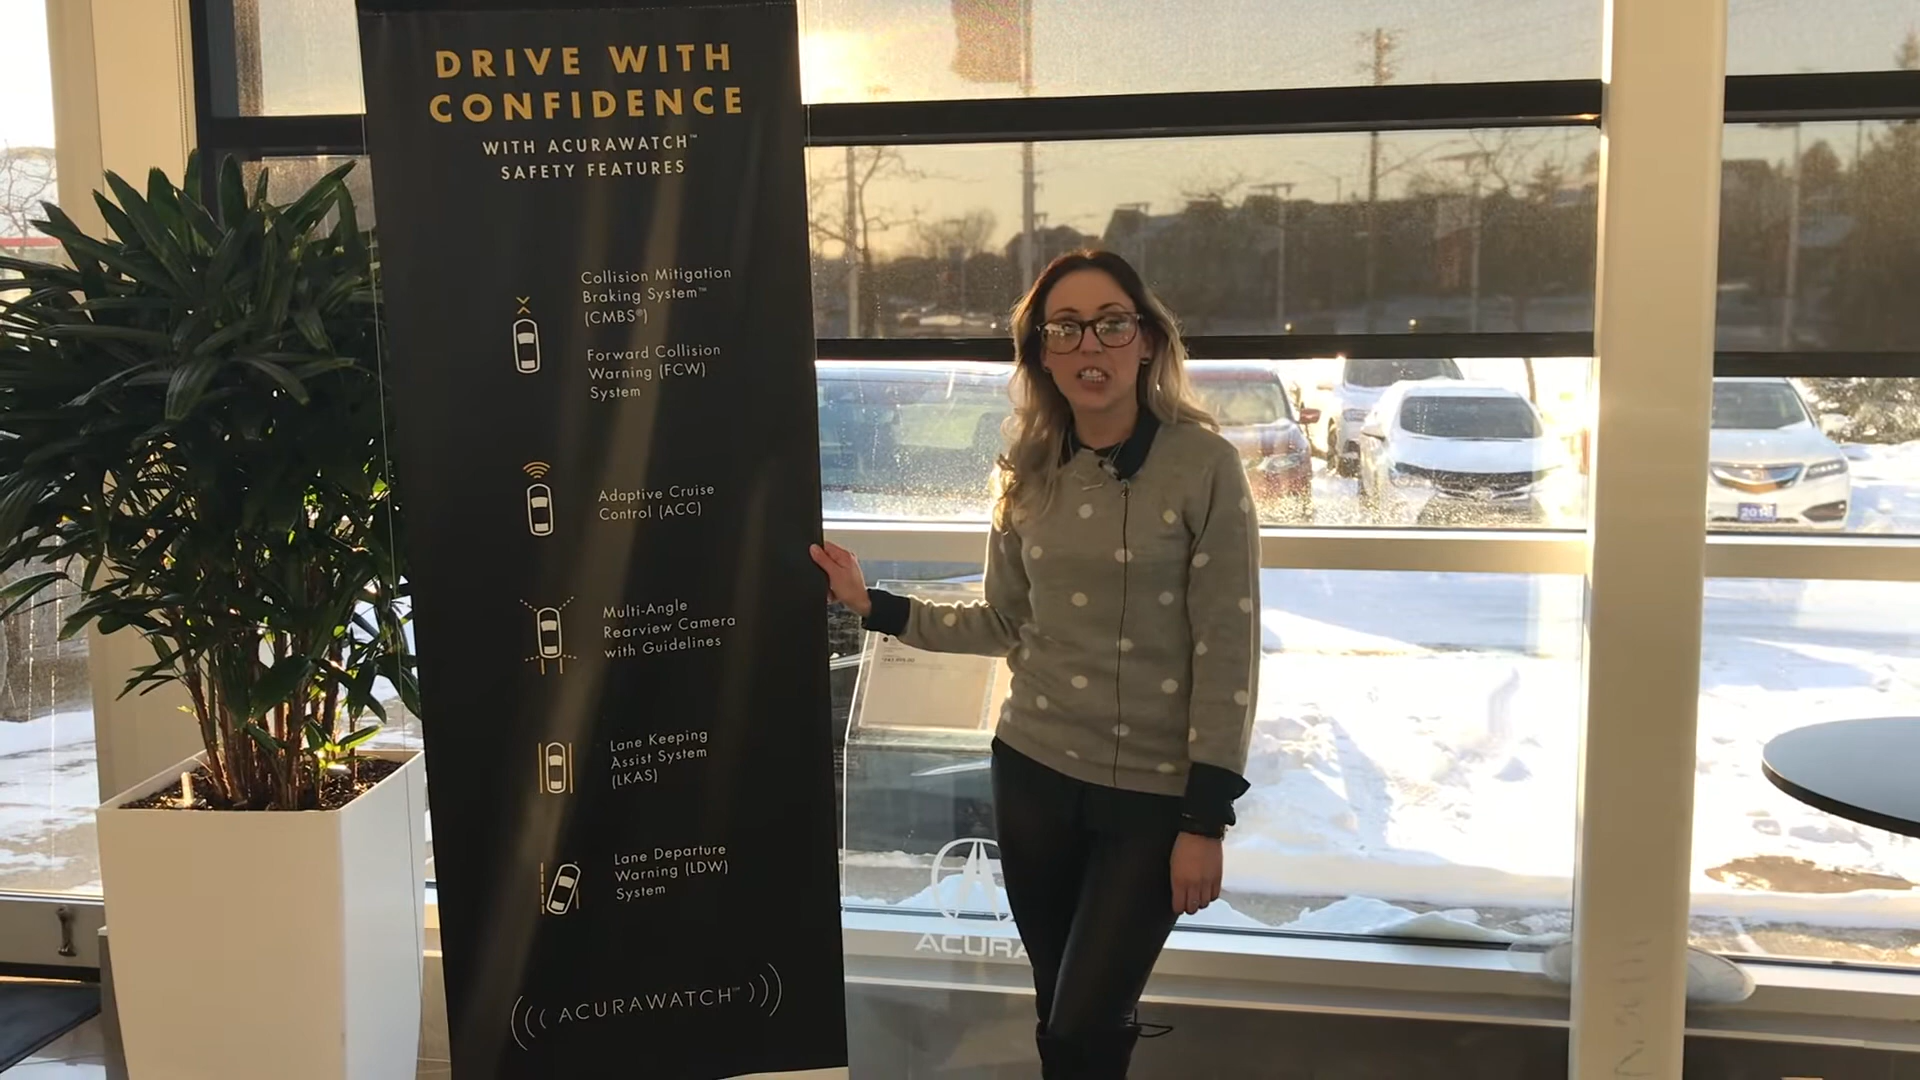 DRIVE WITH
CONFIDENCE
WITH ACURAWATCH™
SAFETY FEATURES
Collision Mitigation
Braking System™
(CMBS®)
Forward Collision
Warning (FCW)
System
Adaptive Cruise
Control (ACC)
Multi-Angle
Rearview Camera
with Guidelines
Lane Keeping
Assist System
(LKAS)
Lane Departure
Warning (LDW)
System
ACURAWATCH
ACURA